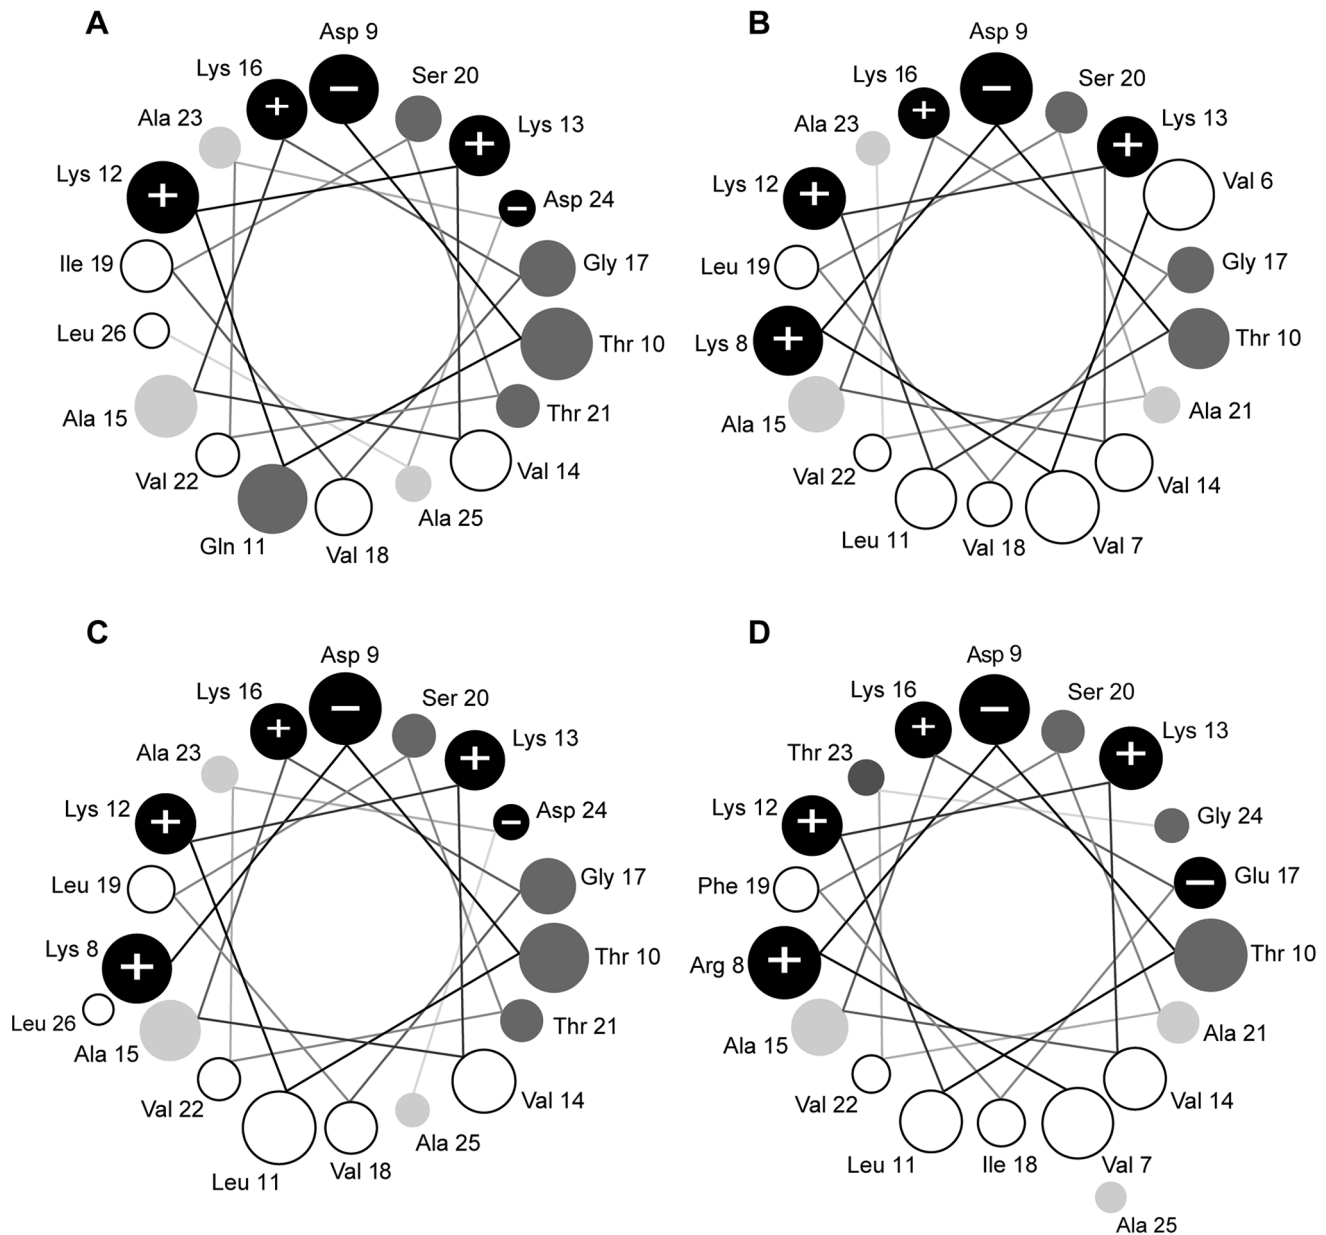 A
Asp 9
Lys 16
Ser 20
+
−
Ala 23
Lys 13
+
Lys 12
+
Asp 24
−
Ile 19
Gly 17
Leu 26
Thr 10
Ala 15
Thr 21
Val 22
Val 14
Gln 11
Val 18
Ala 25
B
Asp 9
Lys 16
Ser 20
+
−
Ala 23
Lys 13
+
Lys 12
+
Val 6
Leu 19
Gly 17
Lys 8
+
Thr 10
Ala 15
Ala 21
Val 22
Val 14
Leu 11
Val 18
Val 7
C
Asp 9
Lys 16
Ser 20
+
−
Ala 23
Lys 13
+
Lys 12
+
Asp 24
−
Leu 19
Gly 17
Lys 8
+
Thr 10
Leu 26
Ala 15
Thr 21
Val 22
Val 14
Leu 11
Val 18
Ala 25
D
Asp 9
Lys 16
Ser 20
+
−
Thr 23
Lys 13
+
Lys 12
+
Gly 24
Phe 19
Glu 17
−
Arg 8
+
Thr 10
Ala 15
Ala 21
Val 22
Val 14
Leu 11
Ile 18
Val 7
Ala 25